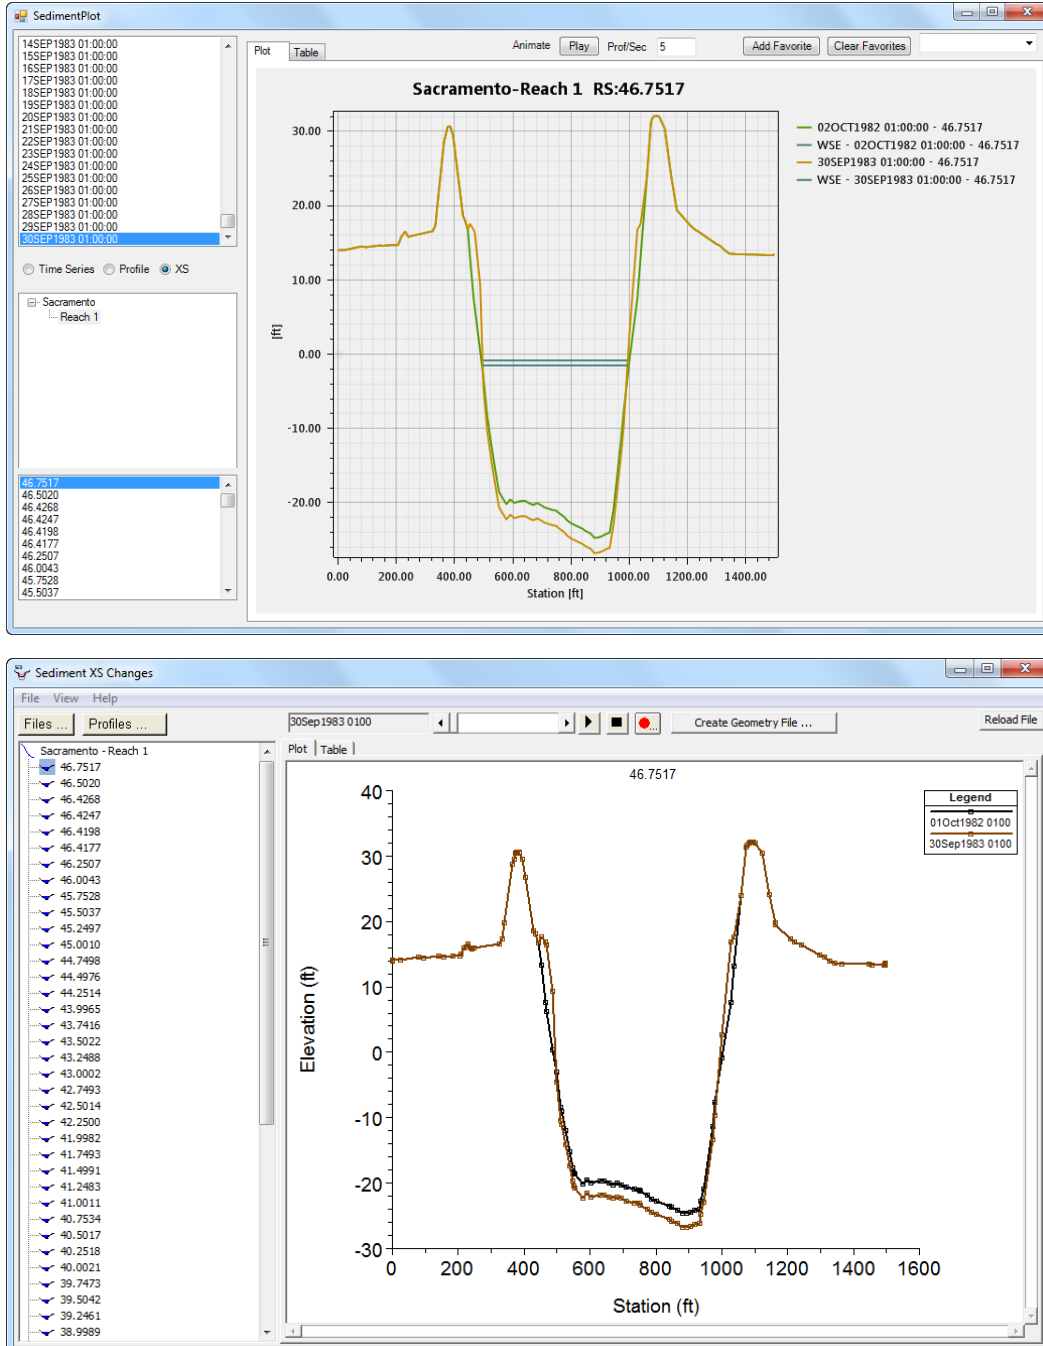 SedimentPlot
14SEP1983 01:00:00
15SEP1983 01:00:00
16SEP1983 01:00:00
17SEP1983 01:00:00
18SEP1983 01:00:00
19SEP1983 01:00:00
20SEP1983 01:00:00
21SEP1983 01:00:00
22SEP1983 01:00:00
23SEP1983 01:00:00
24SEP1983 01:00:00
25SEP1983 01:00:00
26SEP1983 01:00:00
27SEP1983 01:00:00
28SEP1983 01:00:00
29SEP1983 01:00:00
30SEP1983 01:00:00
Time Series Profile XS
Sacramento
Reach 1
46.7517
46.5020
46.4268
46.4247
46.4198
46.4177
46.2507
46.0043
45.7528
45.5037
Plot Table Animate Play Prof/Sec 5 Add Favorite Clear Favorites
Sacramento-Reach 1 RS:46.7517
30.00
20.00
10.00
0.00
-10.00
-20.00
[ft]
0.00 200.00 400.00 600.00 800.00 1000.00 1200.00 1400.00
Station [ft]
02OCT1982 01:00:00 - 46.7517
WSE - 02OCT1982 01:00:00 - 46.7517
30SEP1983 01:00:00 - 46.7517
WSE - 30SEP1983 01:00:00 - 46.7517
Sediment XS Changes
File View Help
Files ... Profiles ... 30Sep1983 0100 ... Create Geometry File ... Reload File
Sacramento - Reach 1
46.7517
46.5020
46.4268
46.4247
46.4198
46.4177
46.2507
46.0043
45.7528
45.5037
45.2497
45.0010
44.7498
44.4976
44.2514
43.9965
43.7416
43.5022
43.2488
43.0002
42.7493
42.5014
42.2500
41.9982
41.7493
41.4991
41.2483
41.0011
40.7534
40.5017
40.2518
40.0021
39.7473
39.5042
39.2461
38.9989
Plot Table
46.7517
Legend
01Oct1982 0100
30Sep1983 0100
40
30
20
10
0
-10
-20
-30
Elevation (ft)
0 200 400 600 800 1000 1200 1400 1600
Station (ft)